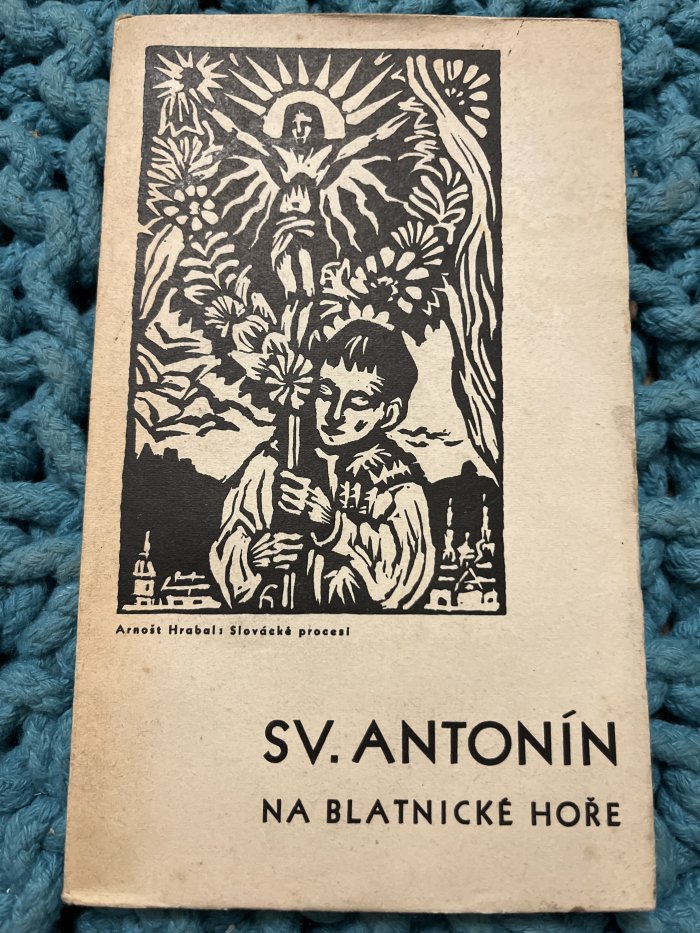 Arnošt Hrabal: Slovácké procesí
SV. ANTONÍN
NA BLATNICKÉ HOŘE